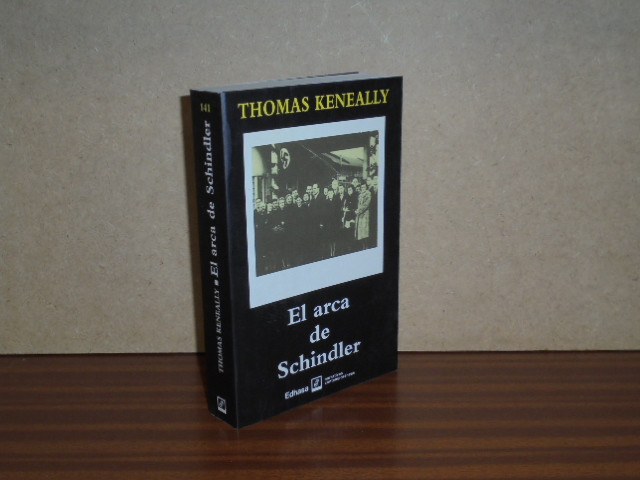 THOMAS KENEALLY
El arca
de
Schindler
Edhasa
141
THOMAS KENEALLY ■ El arca de Schindler